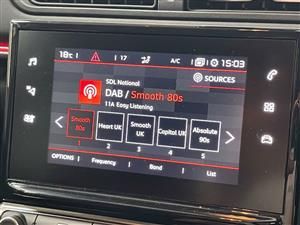 18°C 17 A/C 15:03
SDL National
SOURCES
DAB / Smooth 80s
11A Easy Listening
Smooth 80s
Heart UK
Smooth UK
Capital UK
Absolute 90s
1 2 3 4 5
OPTIONS Frequency Band List